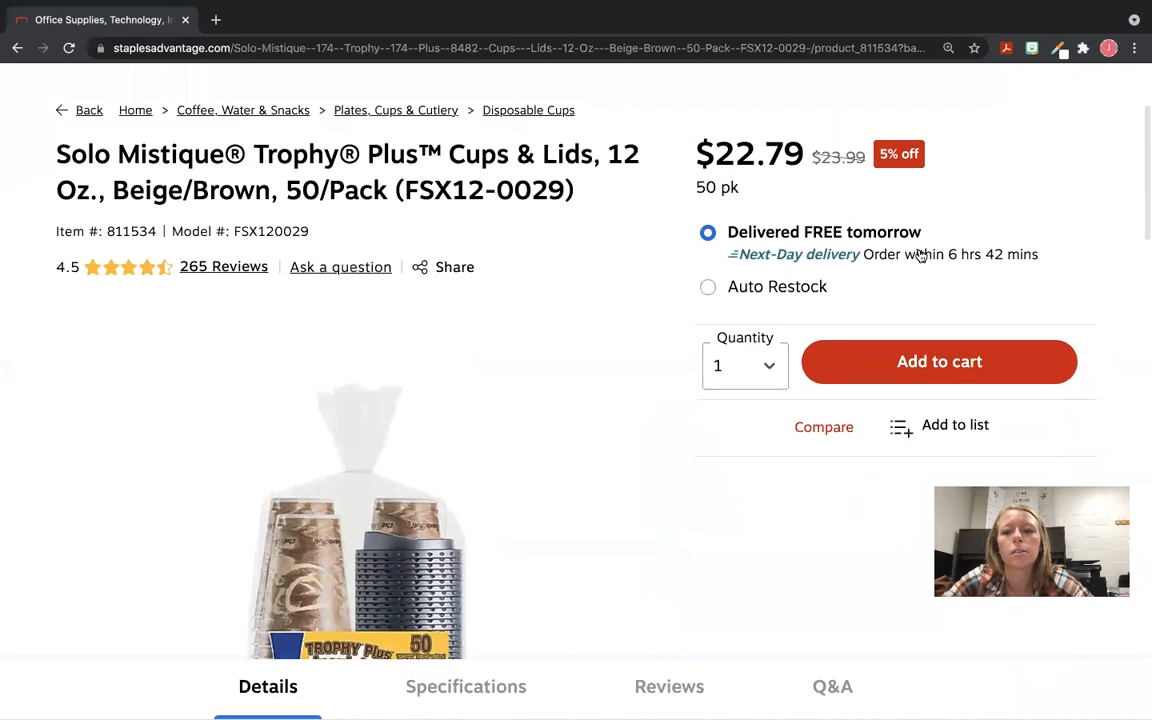 Office Supplies, Technology, In
staplesadvantage.com/Solo-Mistique--174--Trophy--174--Plus--8482--Cups---Lids--12-Oz---Beige-Brown--50-Pack--FSX12-0029-/product_811534?ba...
Back Home > Coffee, Water & Snacks > Plates, Cups & Cutlery > Disposable Cups
Solo Mistique® Trophy® Plus™ Cups & Lids, 12
Oz., Beige/Brown, 50/Pack (FSX12-0029)
Item #: 811534 | Model #: FSX120029
4.5 265 Reviews | Ask a question | Share
$22.79 $23.99 5% off
50 pk
Delivered FREE tomorrow
Next-Day delivery Order within 6 hrs 42 mins
Auto Restock
Quantity
1 Add to cart
Compare Add to list
50
TROPHY Plus
Details Specifications Reviews Q&A